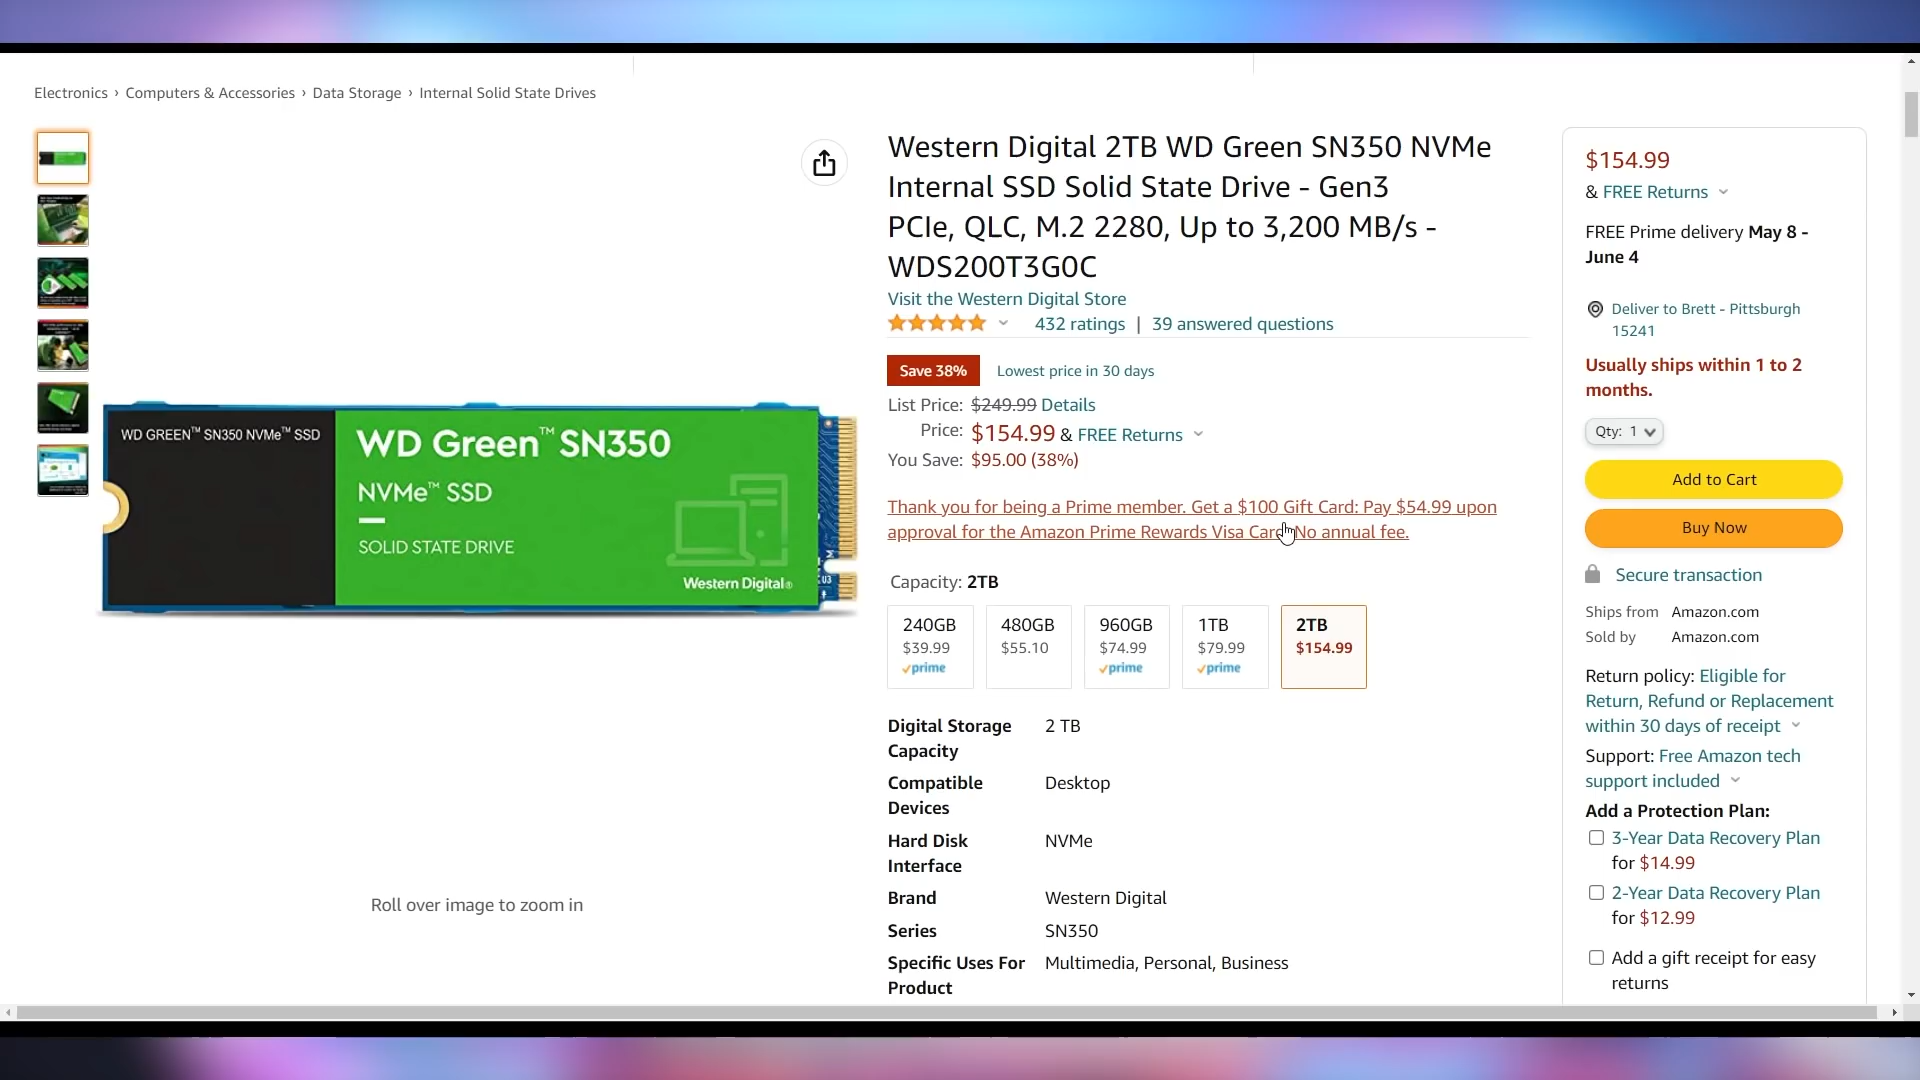 Electronics › Computers & Accessories › Data Storage › Internal Solid State Drives
WD GREEN™ SN350 NVMe™ SSD
WD Green™ SN350
NVMe™ SSD
SOLID STATE DRIVE
Western Digital®
Roll over image to zoom in
Western Digital 2TB WD Green SN350 NVMe
Internal SSD Solid State Drive - Gen3
PCIe, QLC, M.2 2280, Up to 3,200 MB/s -
WDS200T3G0C
Visit the Western Digital Store
432 ratings | 39 answered questions
Save 38% Lowest price in 30 days
List Price: $249.99 Details
Price: $154.99 & FREE Returns
You Save: $95.00 (38%)
Thank you for being a Prime member. Get a $100 Gift Card: Pay $54.99 upon
approval for the Amazon Prime Rewards Visa Card. No annual fee.
Capacity: 2TB
240GB
$39.99
prime
480GB
$55.10
960GB
$74.99
prime
1TB
$79.99
prime
2TB
$154.99
Digital Storage
Capacity
2 TB
Compatible
Devices
Desktop
Hard Disk
Interface
NVMe
Brand
Western Digital
Series
SN350
Specific Uses For
Product
Multimedia, Personal, Business
$154.99
& FREE Returns
FREE Prime delivery May 8 -
June 4
Deliver to Brett - Pittsburgh
15241
Usually ships within 1 to 2
months.
Qty: 1
Add to Cart
Buy Now
Secure transaction
Ships from Amazon.com
Sold by Amazon.com
Return policy: Eligible for
Return, Refund or Replacement
within 30 days of receipt
Support: Free Amazon tech
support included
Add a Protection Plan:
3-Year Data Recovery Plan
for $14.99
2-Year Data Recovery Plan
for $12.99
Add a gift receipt for easy
returns